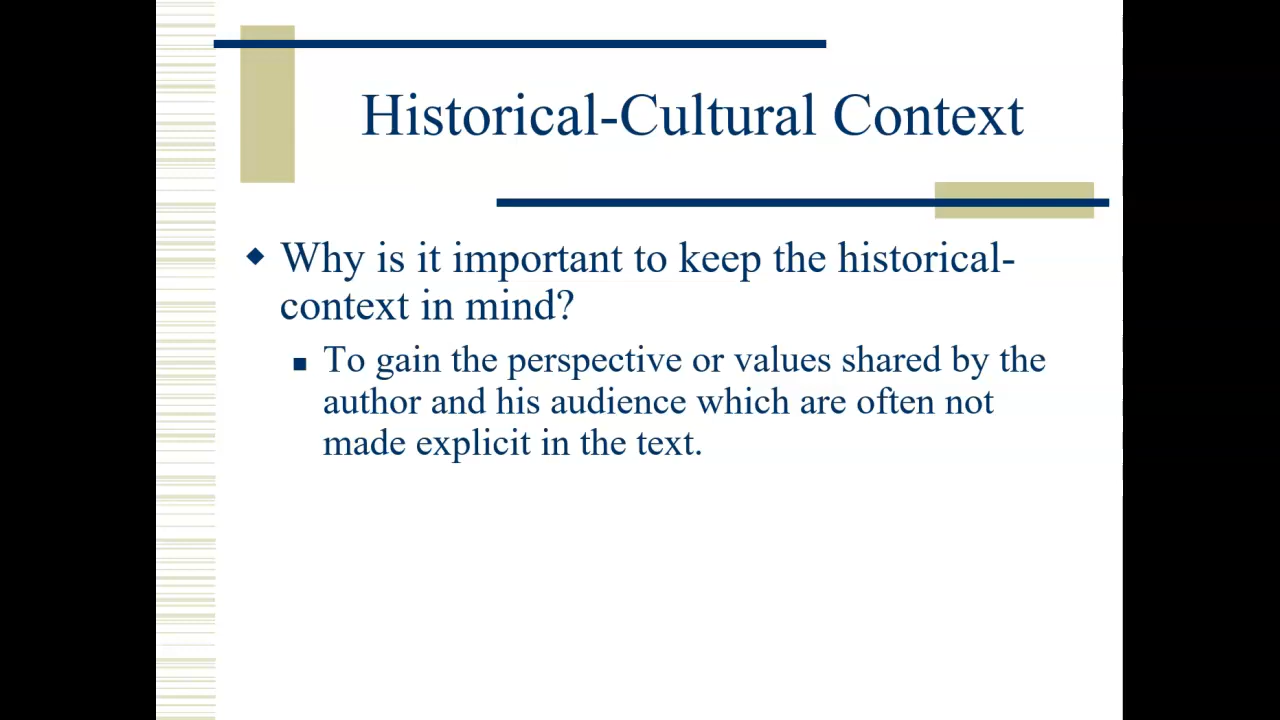 Historical-Cultural Context
Why is it important to keep the historical-
context in mind?
To gain the perspective or values shared by the
author and his audience which are often not
made explicit in the text.